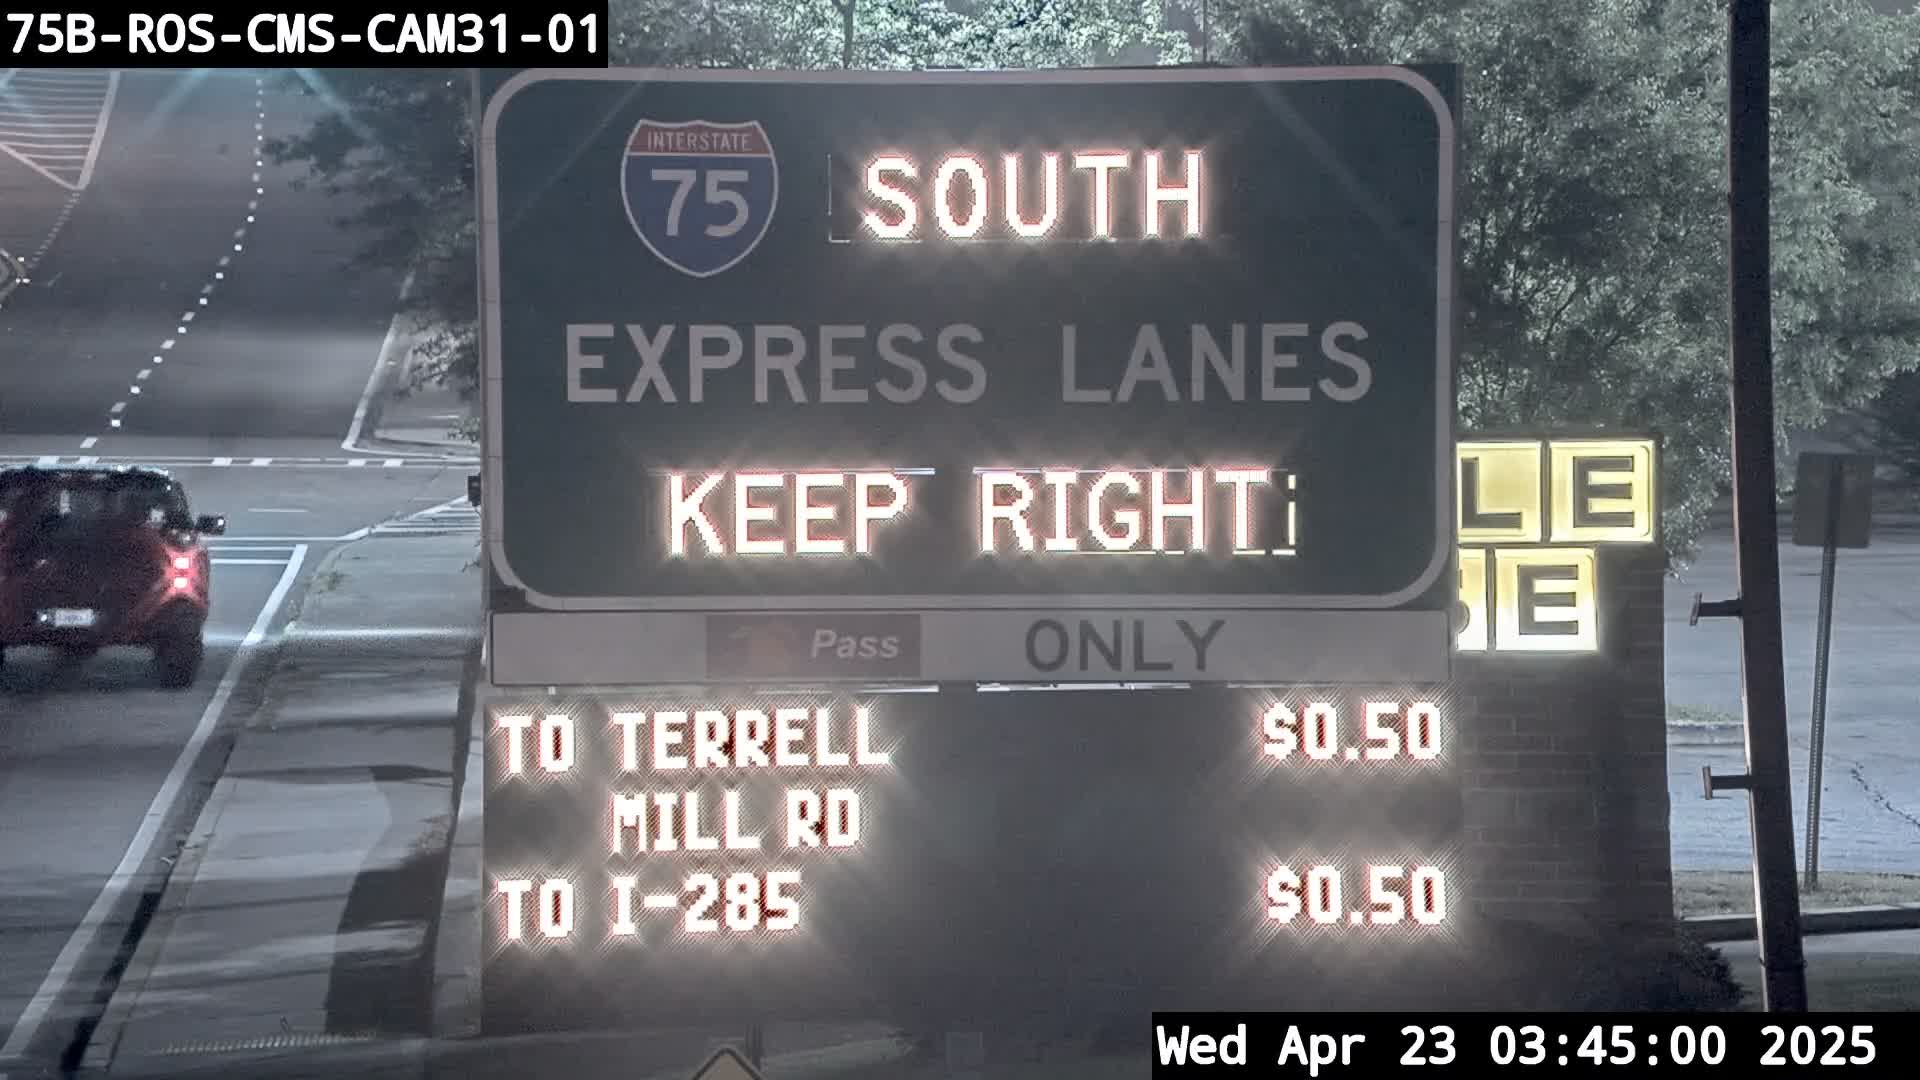 75B-ROS-CMS-CAM31-01
INTERSTATE
75
SOUTH
EXPRESS LANES
KEEP RIGHT
Pass ONLY
TO TERRELL $0.50
MILL RD
TO I-285 $0.50
LE
E
Wed Apr 23 03:45:00 2025